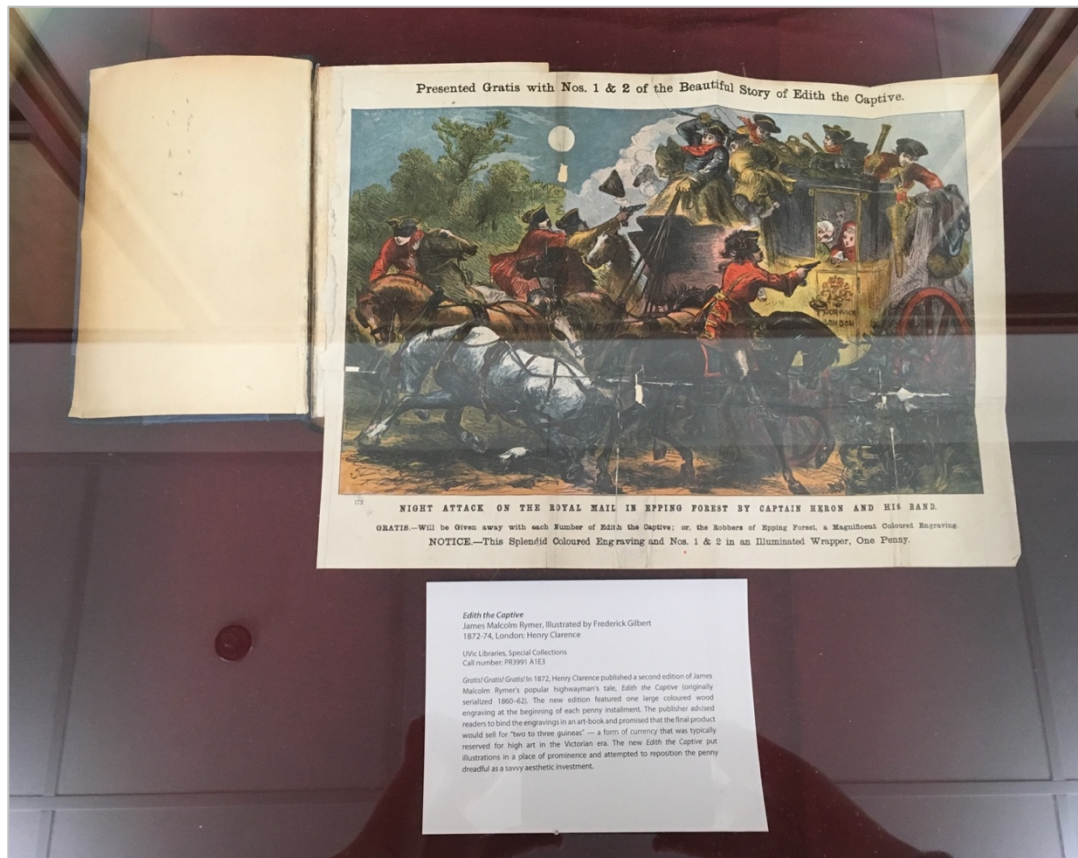 Presented Gratis with Nos. 1 & 2 of the Beautiful Story of Edith the Captive.
LONDON
172
NIGHT ATTACK ON THE ROYAL MAIL IN EPPING FOREST BY CAPTAIN HERON AND HIS BAND.
GRATIS.—Will be Given away with each Number of Edith the Captive; or, the Robbers of Epping Forest, a Magnificent Coloured Engraving.
NOTICE.—This Splendid Coloured Engraving and Nos. 1 & 2 in an Illuminated Wrapper, One Penny.
Edith the Captive
James Malcolm Rymer, Illustrated by Frederick Gilbert
1872-74, London: Henry Clarence
UVic Libraries, Special Collections
Call number: PR3991 A1E3
Gratis! Gratis! Gratis! In 1872, Henry Clarence published a second edition of James
Malcolm Rymer's popular highwayman's tale, Edith the Captive (originally
serialized 1860–62). The new edition featured one large coloured wood
engraving at the beginning of each penny installment. The publisher advised
readers to bind the engravings in an art-book and promised that the final product
would sell for "two to three guineas" — a form of currency that was typically
reserved for high art in the Victorian era. The new Edith the Captive put
illustrations in a place of prominence and attempted to reposition the penny
dreadful as a savvy aesthetic investment.